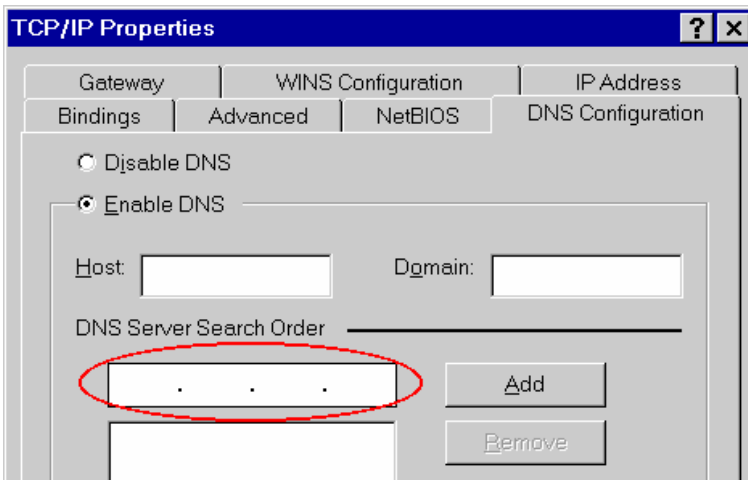 TCP/IP Properties ? ×
Gateway WINS Configuration IP Address
Bindings Advanced NetBIOS DNS Configuration
Disable DNS
Enable DNS
Host: Domain:
DNS Server Search Order
. . . Add
Remove